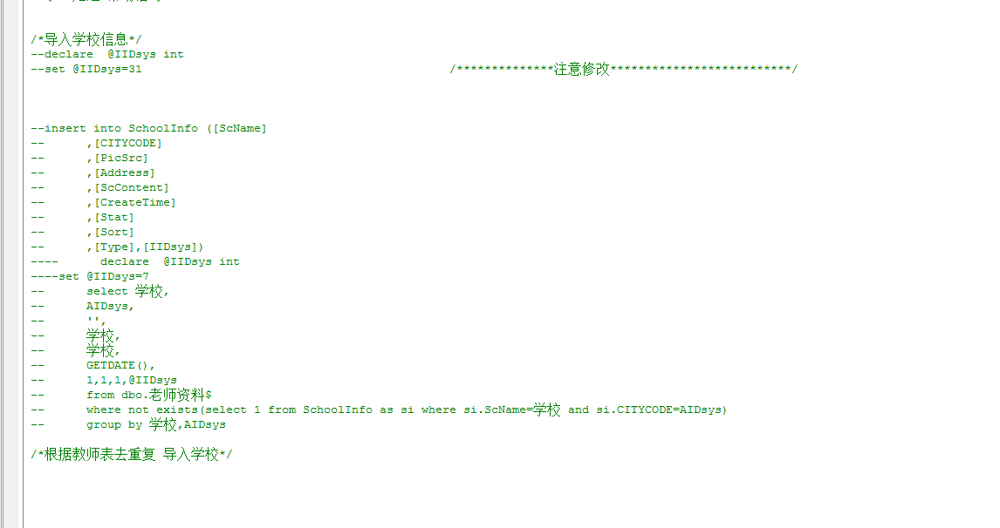 /*导入学校信息*/
--declare  @IIDsys int
--set @IIDsys=31 /**************注意修改**************************/
--insert into SchoolInfo ([ScName]
--      ,[CITYCODE]
--      ,[PicSrc]
--      ,[Address]
--      ,[ScContent]
--      ,[CreateTime]
--      ,[Stat]
--      ,[Sort]
--      ,[Type],[IIDsys])
----      declare  @IIDsys int
----set @IIDsys=7
--      select 学校,
--      AIDsys,
--      '',
--      学校,
--      学校,
--      GETDATE(),
--      1,1,1,@IIDsys
--      from dbo.老师资料$
--      where not exists(select 1 from SchoolInfo as si where si.ScName=学校 and si.CITYCODE=AIDsys)
--      group by 学校,AIDsys
/*根据教师表去重复 导入学校*/